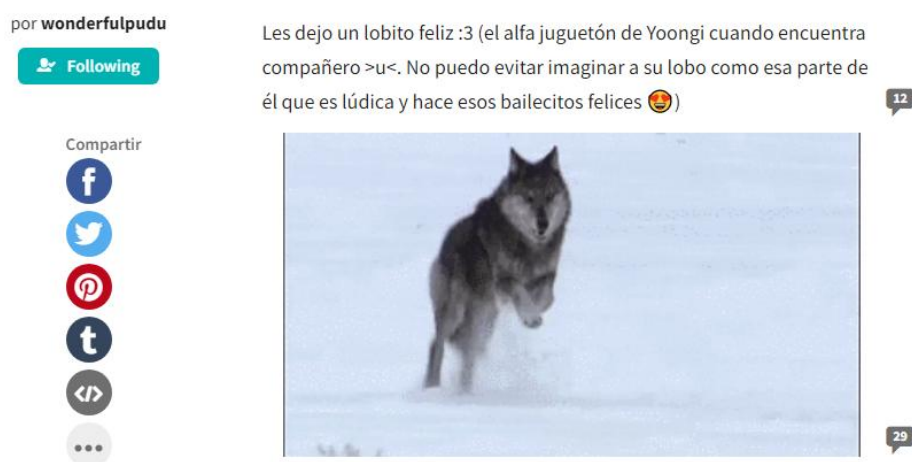 por wonderfulpudu
Following
Compartir
Les dejo un lobito feliz :3 (el alfa juguetón de Yoongi cuando encuentra
compañero >u<. No puedo evitar imaginar a su lobo como esa parte de
él que es lúdica y hace esos bailecitos felices 😍)
12
29